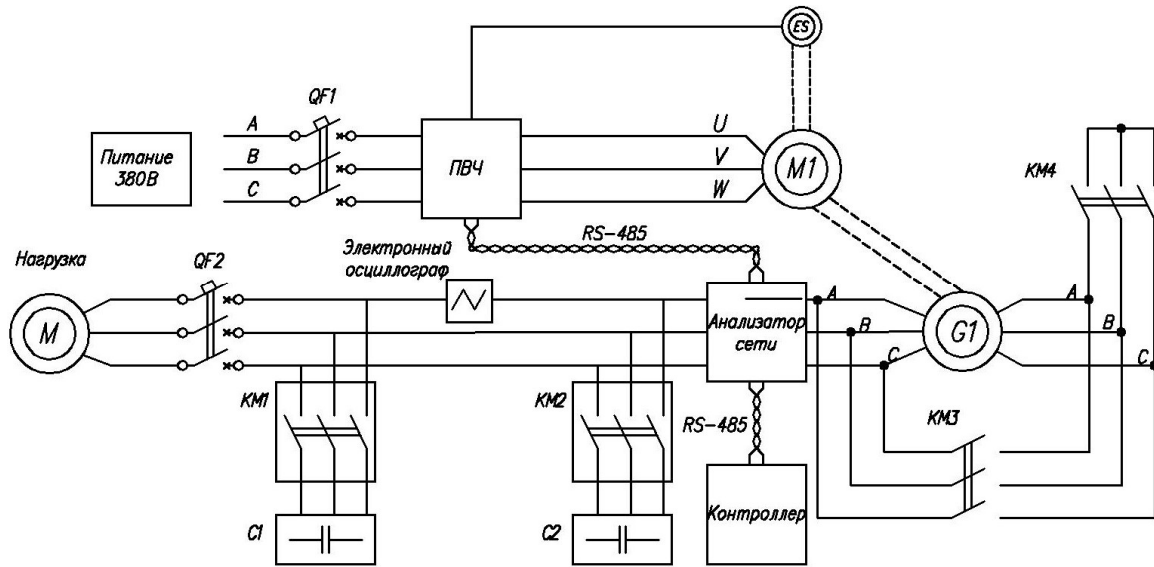 ES
QF1
A
B
C
Питание
380В
ПВЧ
U
V
W
M1
KM4
RS-485
Нагрузка
QF2
Электронный
осциллограф
M
Анализатор
сети
A
B
C
G1
A
B
C
KM1
KM2
RS-485
KM3
C1
C2
Контроллер